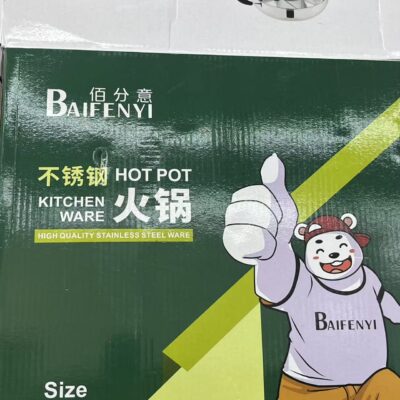 佰分意
BAIFENYI
不锈钢 HOT POT
KITCHEN WARE 火锅
HIGH QUALITY STAINLESS STEEL WARE
BAIFENYI
Size